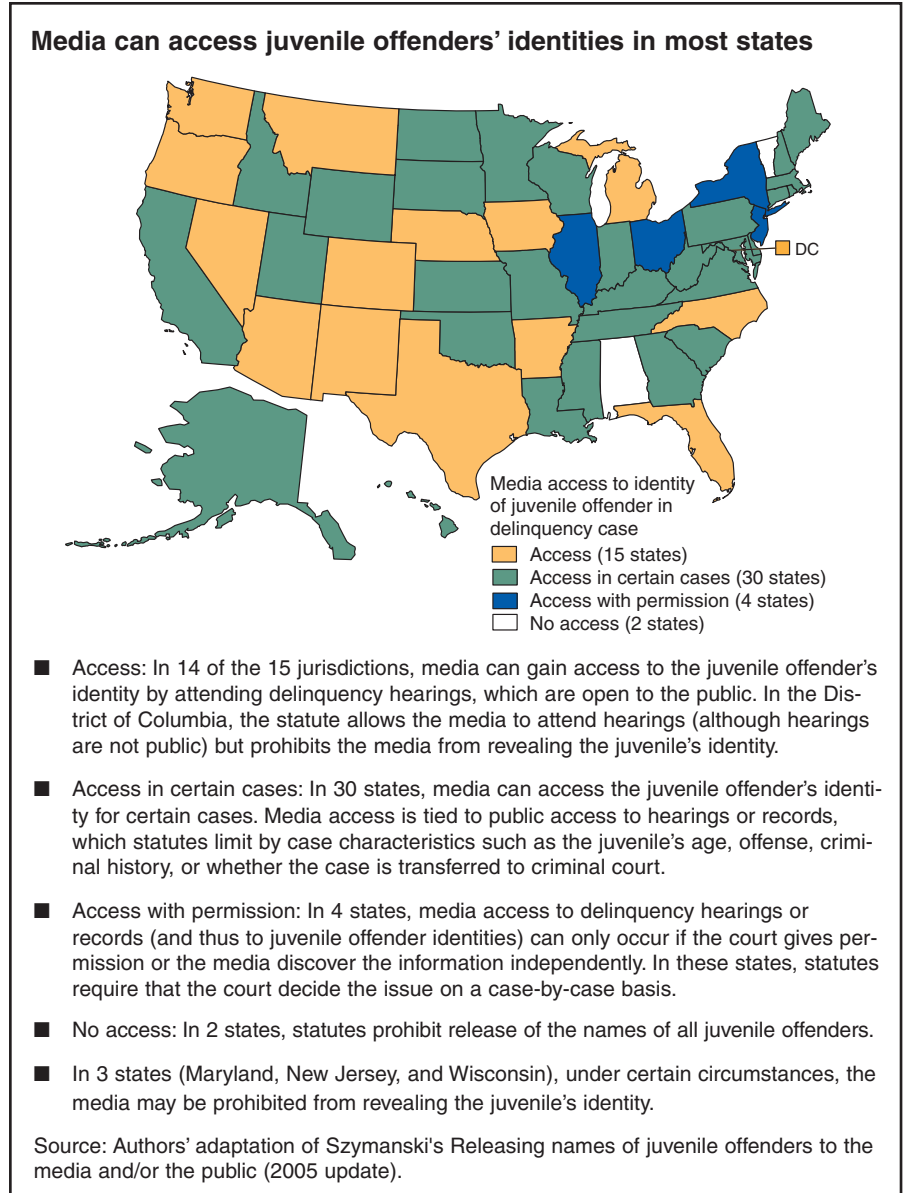 Media can access juvenile offenders’ identities in most states
DC
Media access to identity
of juvenile offender in
delinquency case
Access (15 states)
Access in certain cases (30 states)
Access with permission (4 states)
No access (2 states)
■ Access: In 14 of the 15 jurisdictions, media can gain access to the juvenile offender’s
identity by attending delinquency hearings, which are open to the public. In the Dis-
trict of Columbia, the statute allows the media to attend hearings (although hearings
are not public) but prohibits the media from revealing the juvenile’s identity.
■ Access in certain cases: In 30 states, media can access the juvenile offender’s identi-
ty for certain cases. Media access is tied to public access to hearings or records,
which statutes limit by case characteristics such as the juvenile’s age, offense, crimi-
nal history, or whether the case is transferred to criminal court.
■ Access with permission: In 4 states, media access to delinquency hearings or
records (and thus to juvenile offender identities) can only occur if the court gives per-
mission or the media discover the information independently. In these states, statutes
require that the court decide the issue on a case-by-case basis.
■ No access: In 2 states, statutes prohibit release of the names of all juvenile offenders.
■ In 3 states (Maryland, New Jersey, and Wisconsin), under certain circumstances, the
media may be prohibited from revealing the juvenile’s identity.
Source: Authors’ adaptation of Szymanski's Releasing names of juvenile offenders to the
media and/or the public (2005 update).